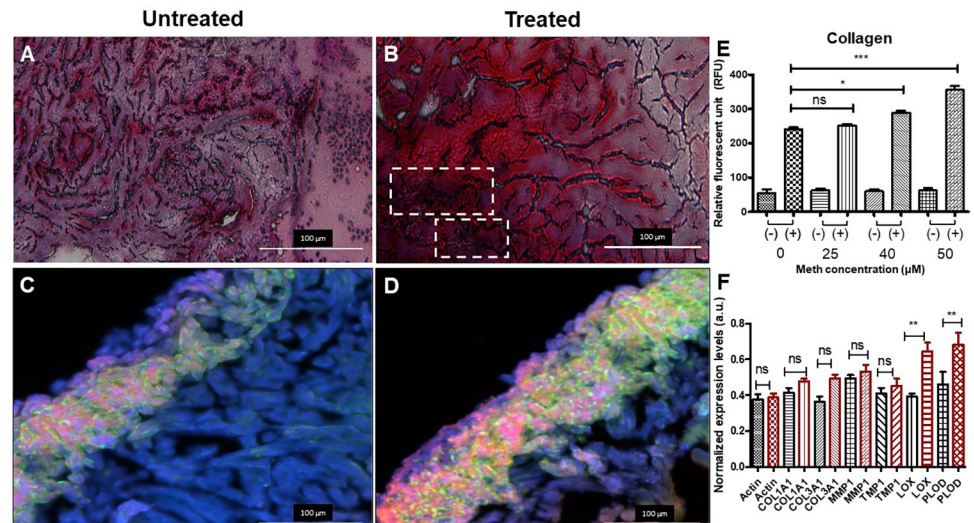 Untreated
Treated
A
100 µm
B
100 µm
C
100 µm
D
100 µm
E
Collagen
Relative fluorescent unit (RFU)
400
300
200
100
0
***
*
ns
(-) (+) (-) (+) (-) (+) (-) (+)
0 25 40 50
Meth concentration (µM)
F
Normalized expression levels (a.u.)
0.8
0.6
0.4
0.2
0.0
ns ns ns ns ns ** **
Actin Actin COL1A1 COL1A1 COL3A1 COL3A1 MMP1 MMP1 TMP1 TMP1 LOX LOX PLOD PLOD